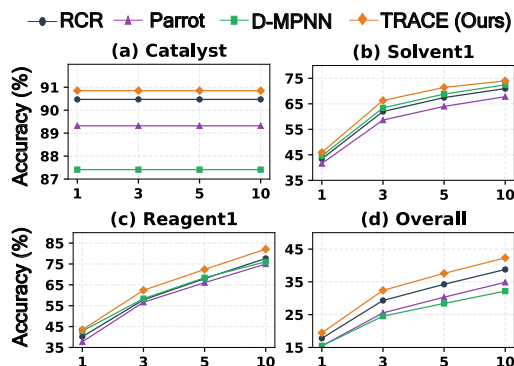 RCR Parrot D-MPNN TRACE (Ours)
(a) Catalyst
(b) Solvent1
Accuracy (%)
91
90
89
88
87
1 3 5 10
75
65
55
45
35
1 3 5 10
(c) Reagent1
(d) Overall
Accuracy (%)
85
75
65
55
45
35
1 3 5 10
45
35
25
15
1 3 5 10